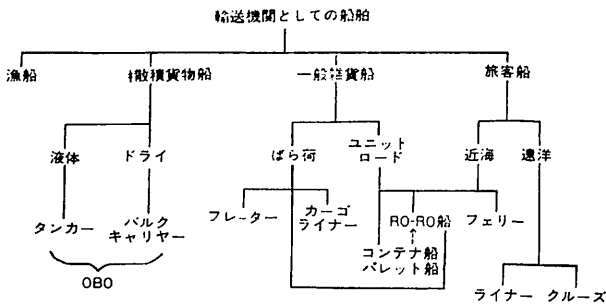 輸送機関としての船舶
漁船 撒積貨物船 一般雑貨船 旅客船
液体 ドライ ばら荷 ユニット
ロード 近海 遠洋
タンカー バルク
キャリヤー フレーター カーゴ
ライナー RO-RO船 フェリー
コンテナ船
パレット船
OBO
ライナー クルーズ